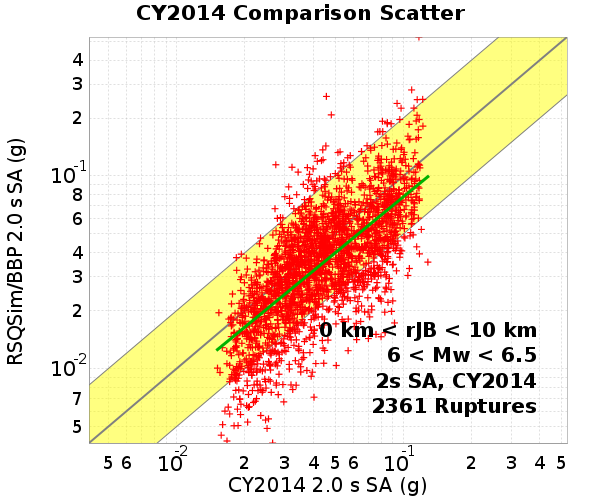 CY2014 Comparison Scatter
RSQSim/BBP 2.0 s SA (g)
4
3
2
10-1
8
6
4
3
2
10-2
7
5
0 km < rJB < 10 km
6 < Mw < 6.5
2s SA, CY2014
2361 Ruptures
5 6 10-2 2 3 4 5 6 10-1 2 3 4 5
CY2014 2.0 s SA (g)